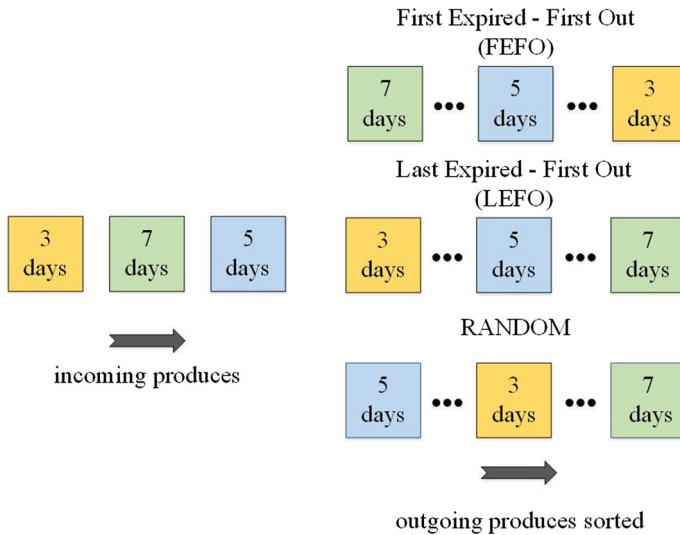 First Expired - First Out
(FEFO)
7
days
5
days
3
days
Last Expired - First Out
(LEFO)
3
days
7
days
5
days
3
days
5
days
7
days
incoming produces
RANDOM
5
days
3
days
7
days
outgoing produces sorted